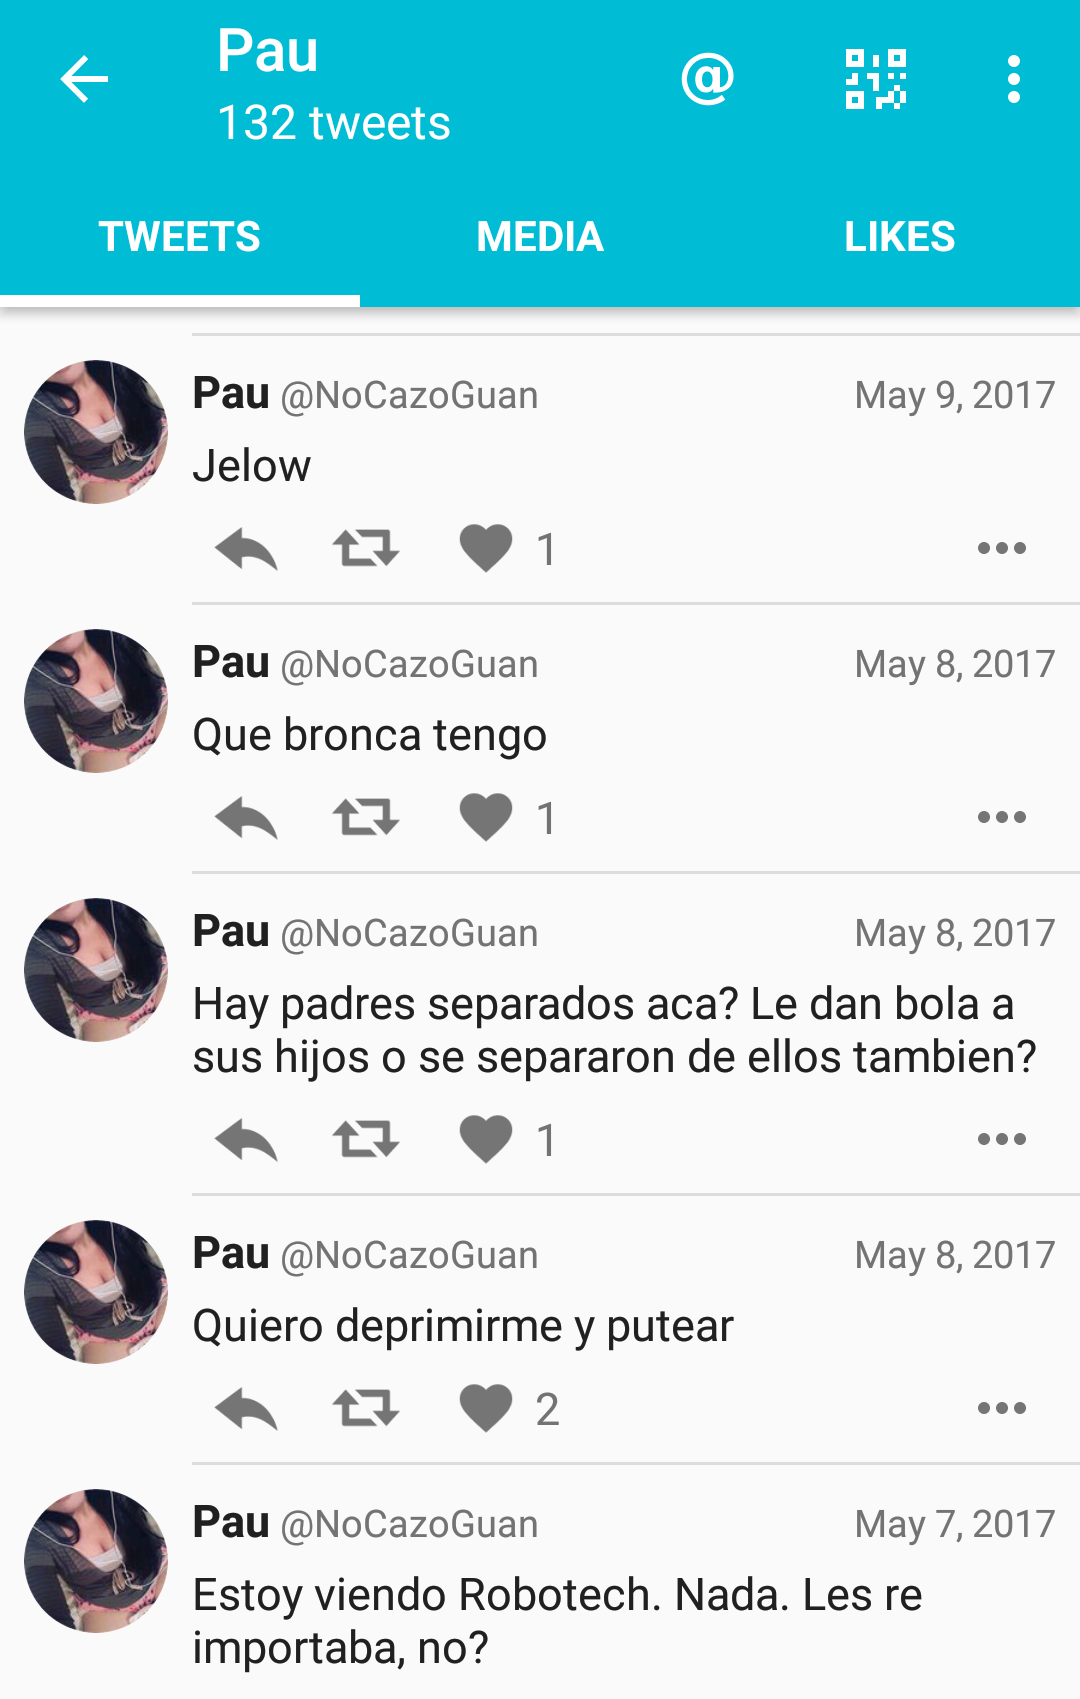 Pau
132 tweets
@
TWEETS MEDIA LIKES
Pau @NoCazoGuan May 9, 2017
Jelow
1
Pau @NoCazoGuan May 8, 2017
Que bronca tengo
1
Pau @NoCazoGuan May 8, 2017
Hay padres separados aca? Le dan bola a
sus hijos o se separaron de ellos tambien?
1
Pau @NoCazoGuan May 8, 2017
Quiero deprimirme y putear
2
Pau @NoCazoGuan May 7, 2017
Estoy viendo Robotech. Nada. Les re
importaba, no?